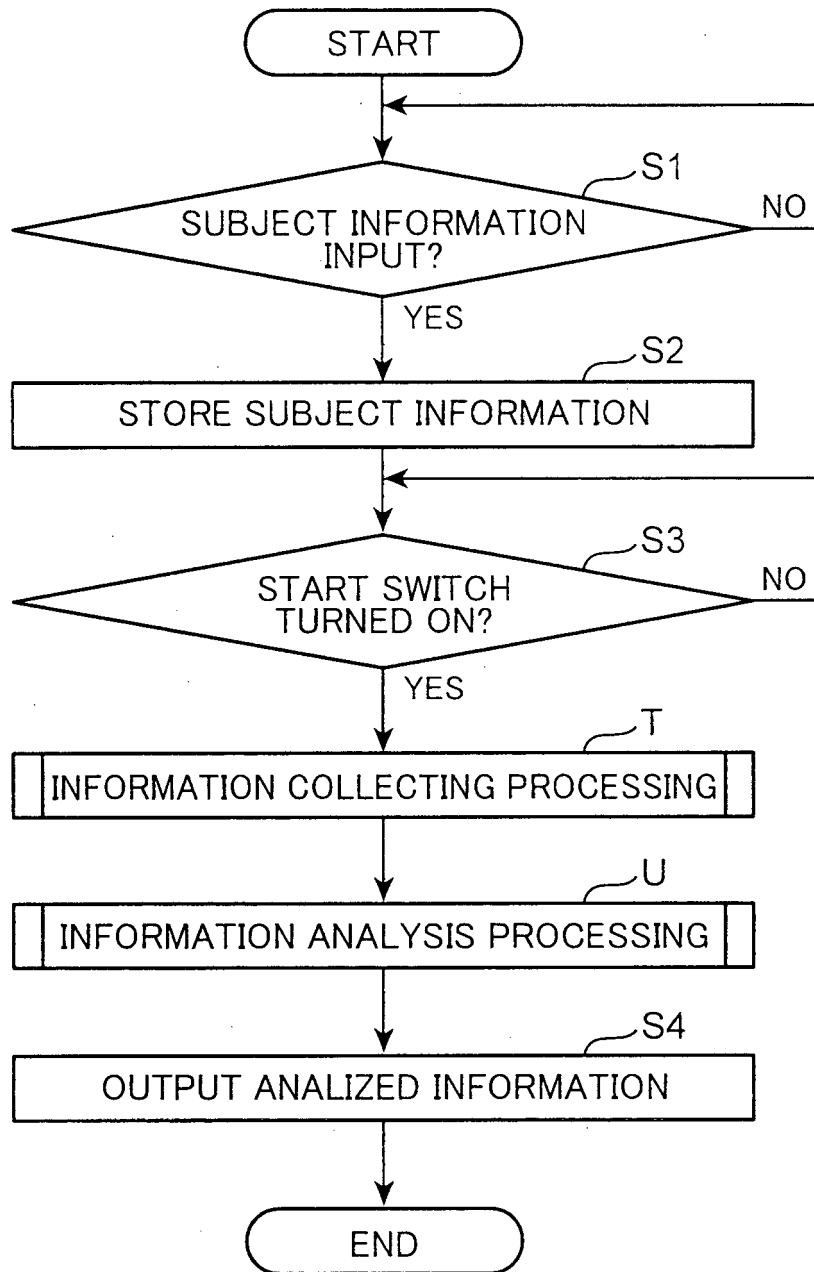 START
S1
SUBJECT INFORMATION
INPUT?
NO
YES
S2
STORE SUBJECT INFORMATION
S3
START SWITCH
TURNED ON?
NO
YES
T
INFORMATION COLLECTING PROCESSING
U
INFORMATION ANALYSIS PROCESSING
S4
OUTPUT ANALIZED INFORMATION
END